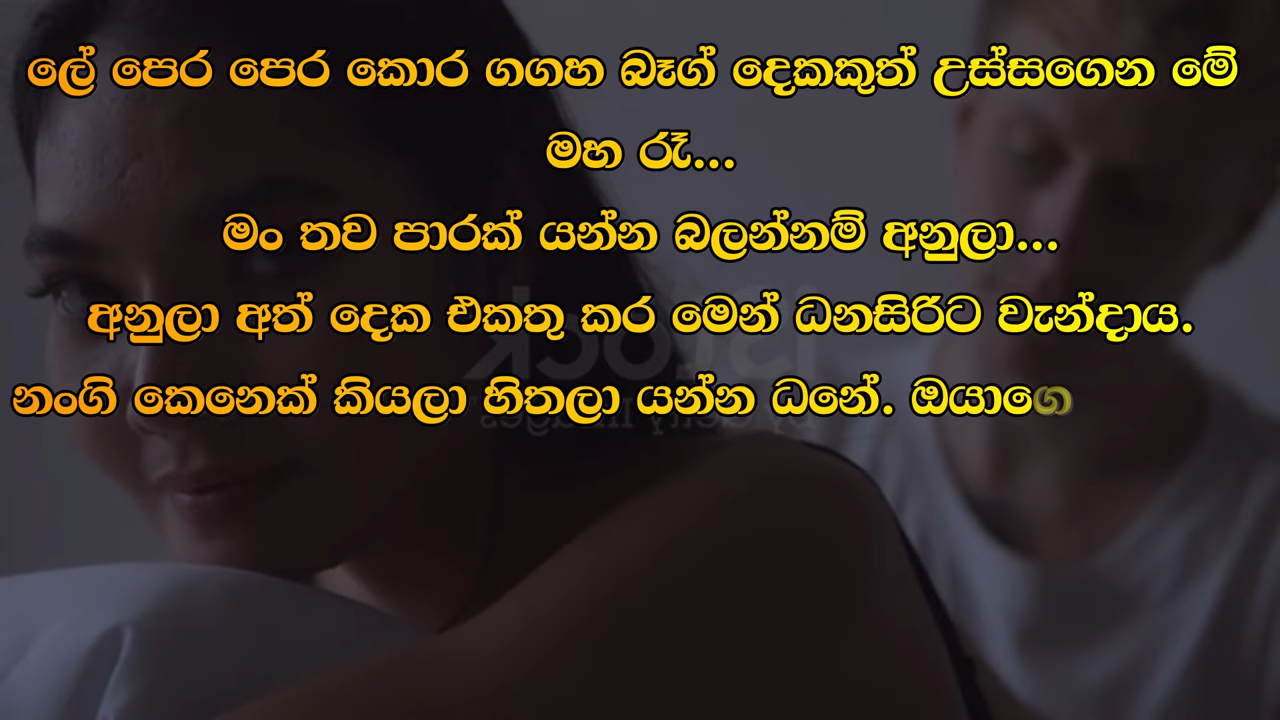 ලේ පෙර පෙර කොර ගගහ බෑග් දෙකකුත් උස්සගෙන මේ
මහ රෑ...
මං තව පාරක් යන්න බලන්නම් අනුලා...
අනුලා අත් දෙක එකතු කර මෙන් ධනසිරිට වැන්දාය.
නංගි කෙනෙක් කියලා හිතලා යන්න ධනේ. ඔයාගෙ